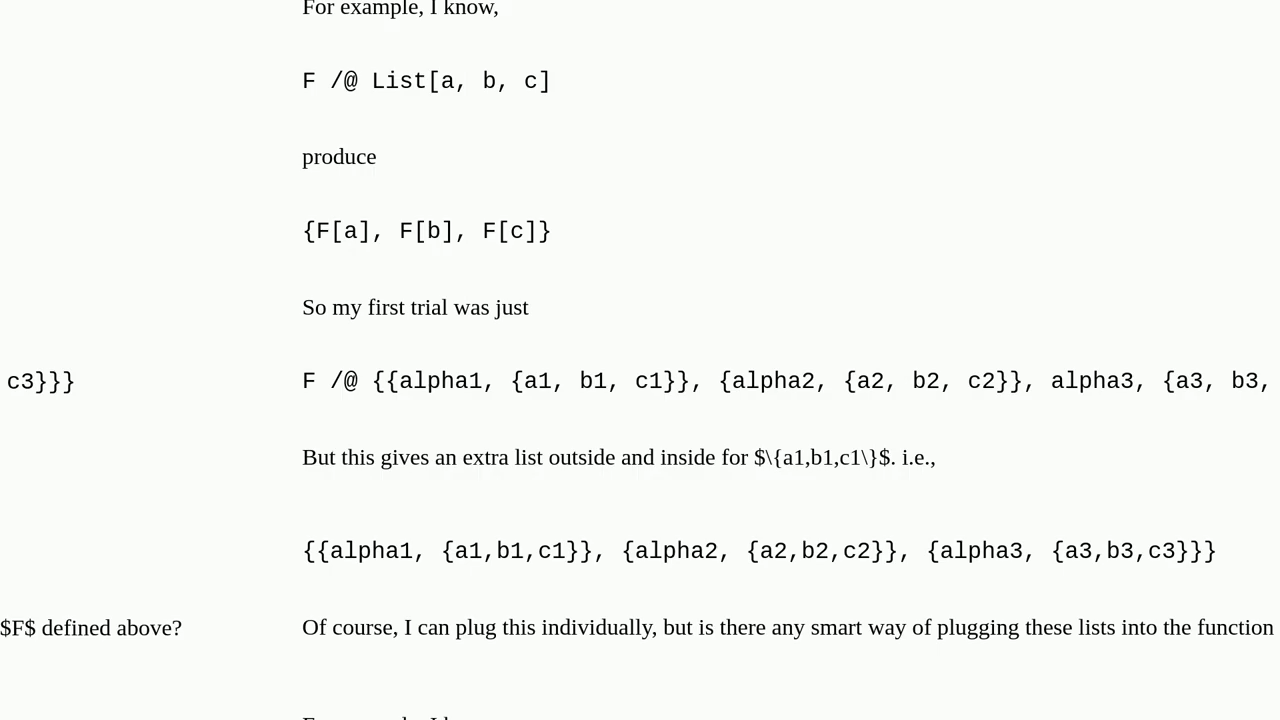 For example, I know,
F /@ List[a, b, c]
produce
{F[a], F[b], F[c]}
So my first trial was just
F /@ {{alpha1, {a1, b1, c1}}, {alpha2, {a2, b2, c2}}, alpha3, {a3, b3,
c3}}}
But this gives an extra list outside and inside for $\{a1,b1,c1\}$. i.e.,
{{alpha1, {a1,b1,c1}}, {alpha2, {a2,b2,c2}}, {alpha3, {a3,b3,c3}}}
Of course, I can plug this individually, but is there any smart way of plugging these lists into the function
$F$ defined above?